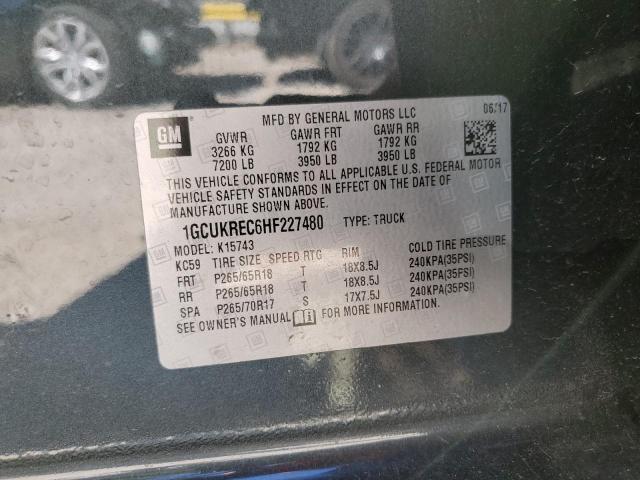 MFD BY GENERAL MOTORS LLC 06/17
GM GVWR GAWR FRT GAWR RR
3266 KG 1792 KG 1792 KG
7200 LB 3950 LB 3950 LB
THIS VEHICLE CONFORMS TO ALL APPLICABLE U.S. FEDERAL MOTOR
VEHICLE SAFETY STANDARDS IN EFFECT ON THE DATE OF
MANUFACTURE SHOWN ABOVE.
1GCUKREC6HF227480 TYPE: TRUCK
MODEL: K15743
KC59 TIRE SIZE SPEED RTG RIM COLD TIRE PRESSURE
FRT P265/65R18 T 18X8.5J 240KPA(35PSI)
RR P265/65R18 T 18X8.5J 240KPA(35PSI)
SPA P265/70R17 S 17X7.5J 240KPA(35PSI)
SEE OWNER'S MANUAL